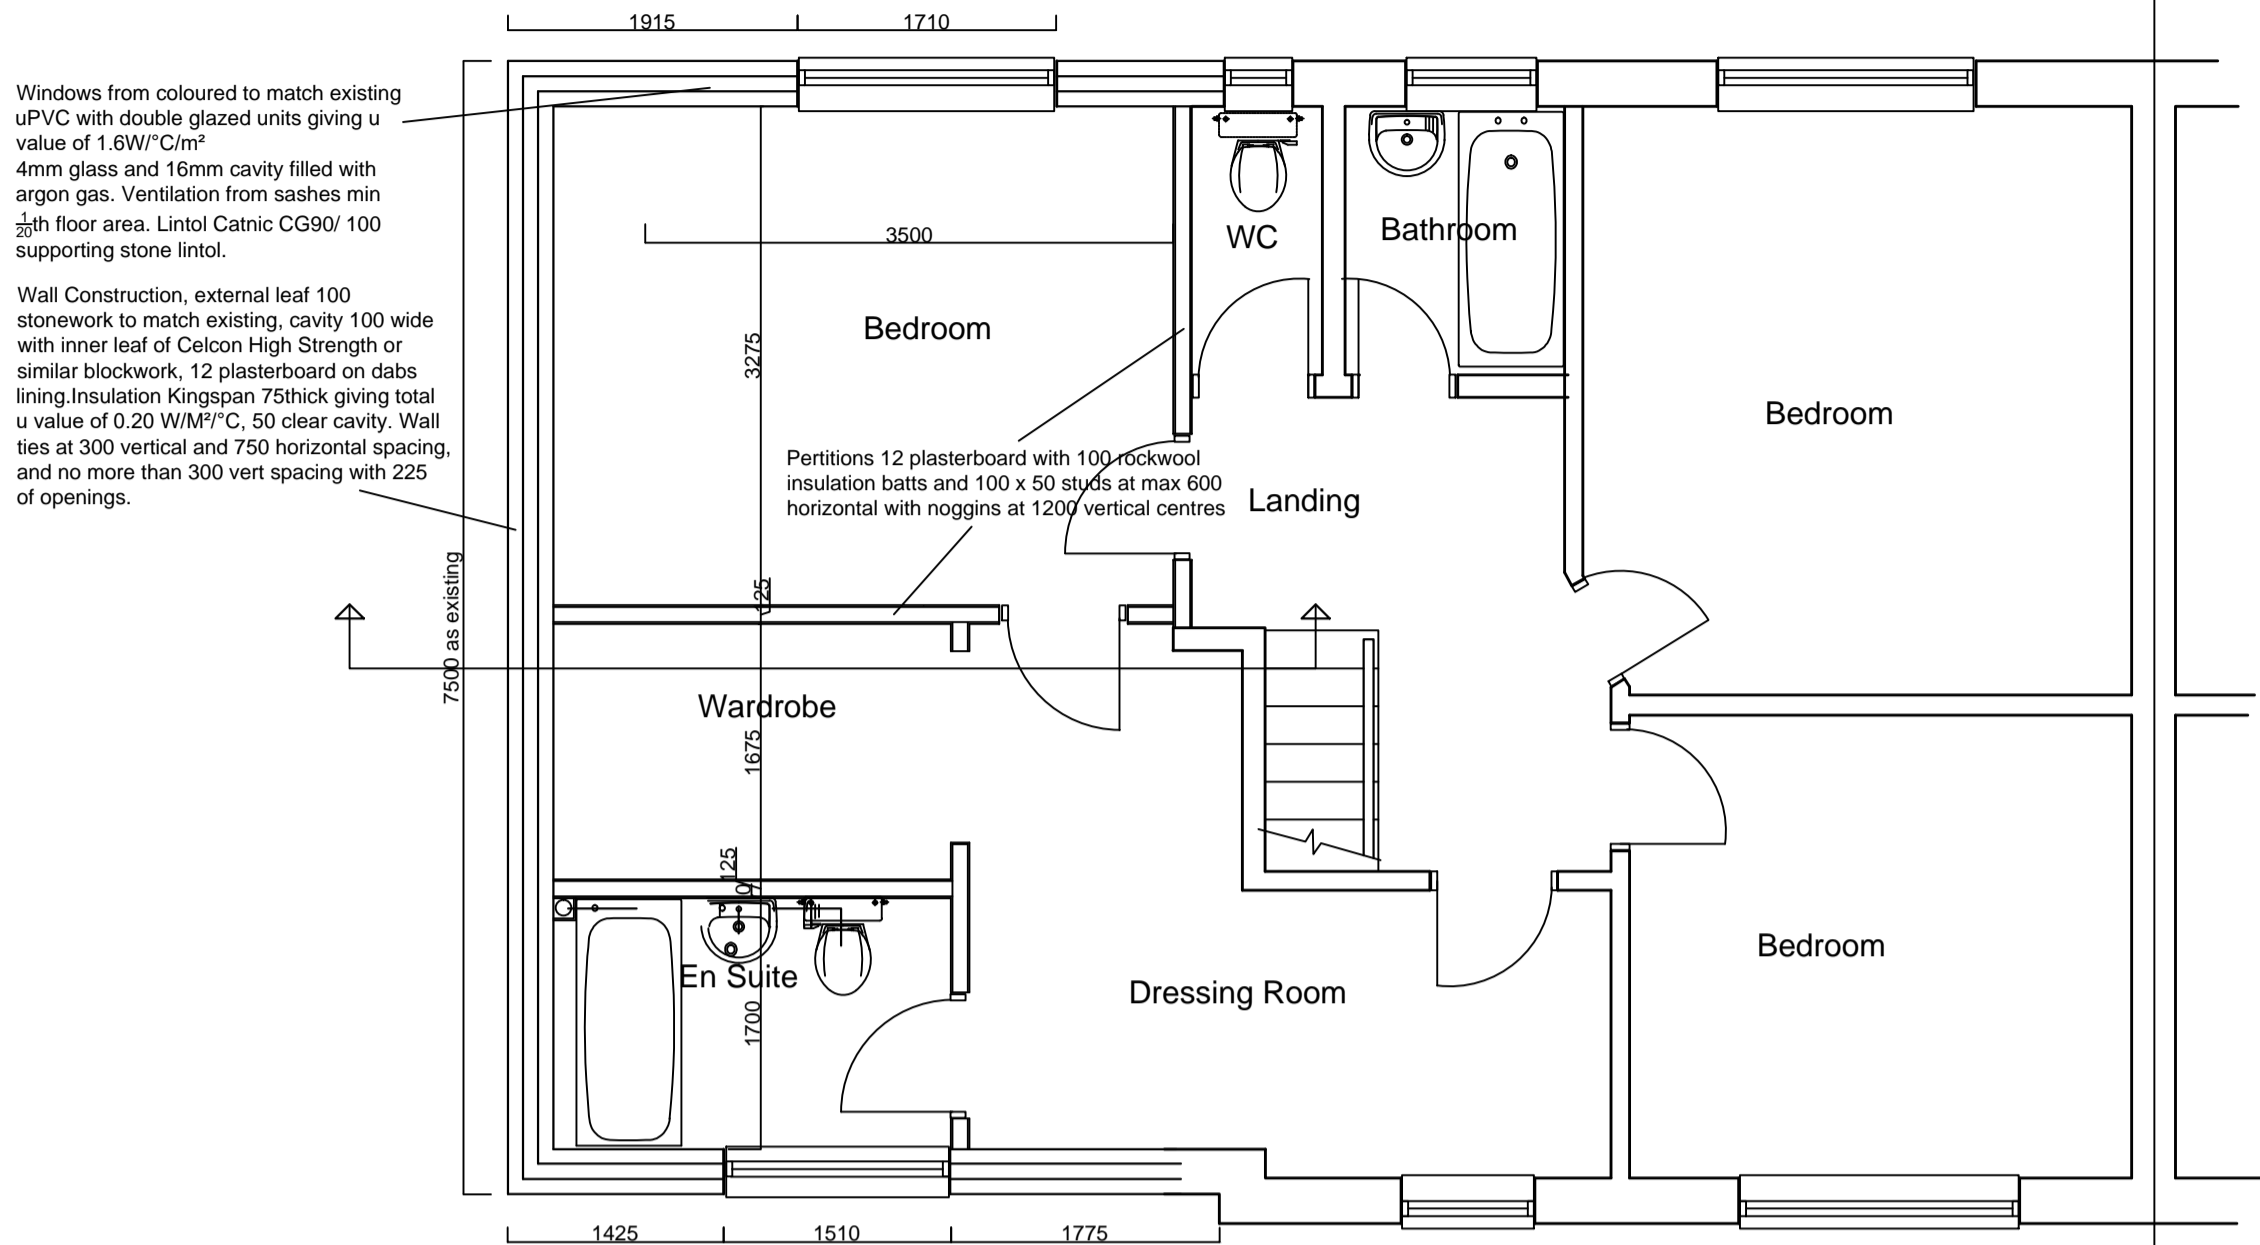 1915
1710
Windows from coloured to match existing
uPVC with double glazed units giving u
value of 1.6W/°C/m²
4mm glass and 16mm cavity filled with
argon gas. Ventilation from sashes min
1/20th floor area. Lintol Catnic CG90/ 100
supporting stone lintol.
Wall Construction, external leaf 100
stonework to match existing, cavity 100 wide
with inner leaf of Celcon High Strength or
similar blockwork, 12 plasterboard on dabs
lining.Insulation Kingspan 75thick giving total
u value of 0.20 W/M²/°C, 50 clear cavity. Wall
ties at 300 vertical and 750 horizontal spacing,
and no more than 300 vert spacing with 225
of openings.
7500 as existing
3500
WC
Bathroom
Bedroom
3275
Bedroom
Pertitions 12 plasterboard with 100 rockwool
insulation batts and 100 x 50 studs at max 600
horizontal with noggins at 1200 vertical centres
Landing
125
Wardrobe
1675
125
0
En Suite
1700
Dressing Room
Bedroom
1425
1510
1775